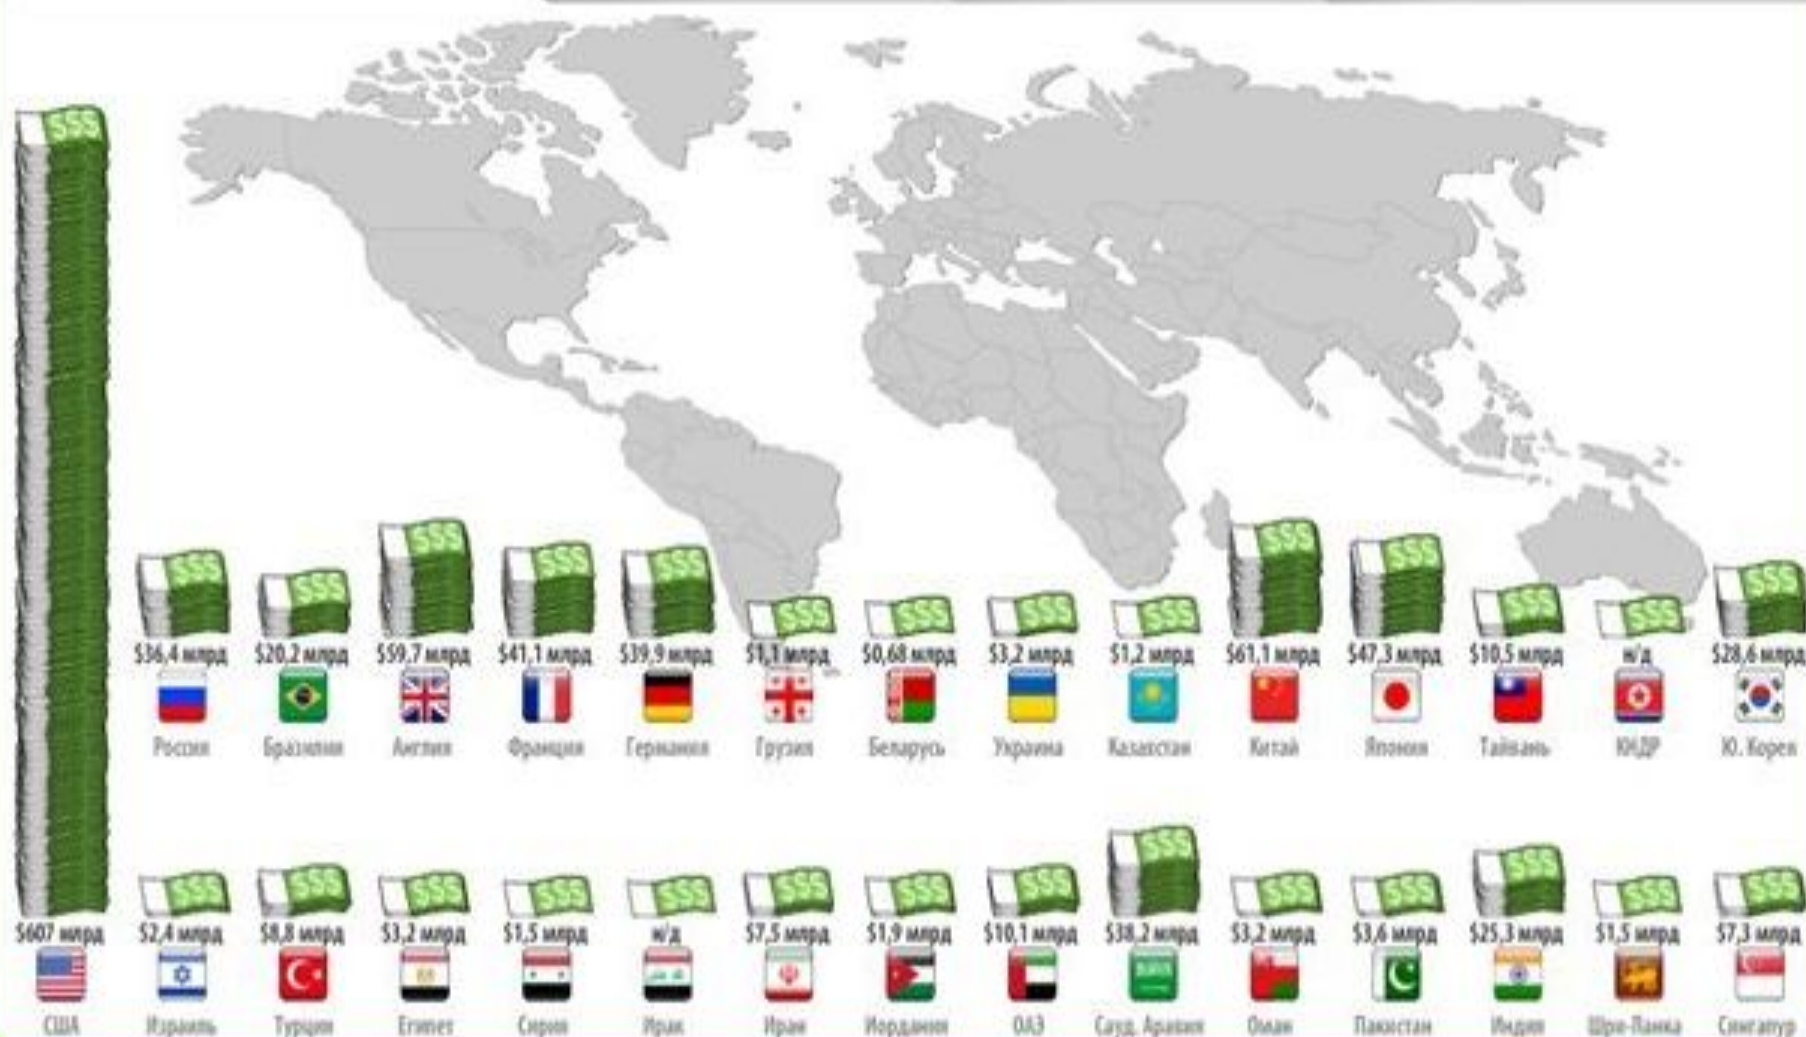 $36,4 млрд $20,2 млрд $59,7 млрд $41,1 млрд $39,9 млрд $1,1 млрд $0,68 млрд $3,2 млрд $1,2 млрд $61,1 млрд $47,3 млрд $10,5 млрд н/д $28,6 млрд
Россия Бразилия Англия Франция Германия Грузия Беларусь Украина Казахстан Китай Япония Тайвань КНДР Ю. Корея
$607 млрд $2,4 млрд $8,8 млрд $3,2 млрд $1,5 млрд н/д $7,5 млрд $1,9 млрд $10,1 млрд $38,2 млрд $3,2 млрд $3,6 млрд $25,3 млрд $1,5 млрд $7,3 млрд
США Израиль Турция Египет Сирия Ирак Иран Иордания ОАЭ Сауд. Аравия Оман Пакистан Индия Шри-Ланка Сингапур